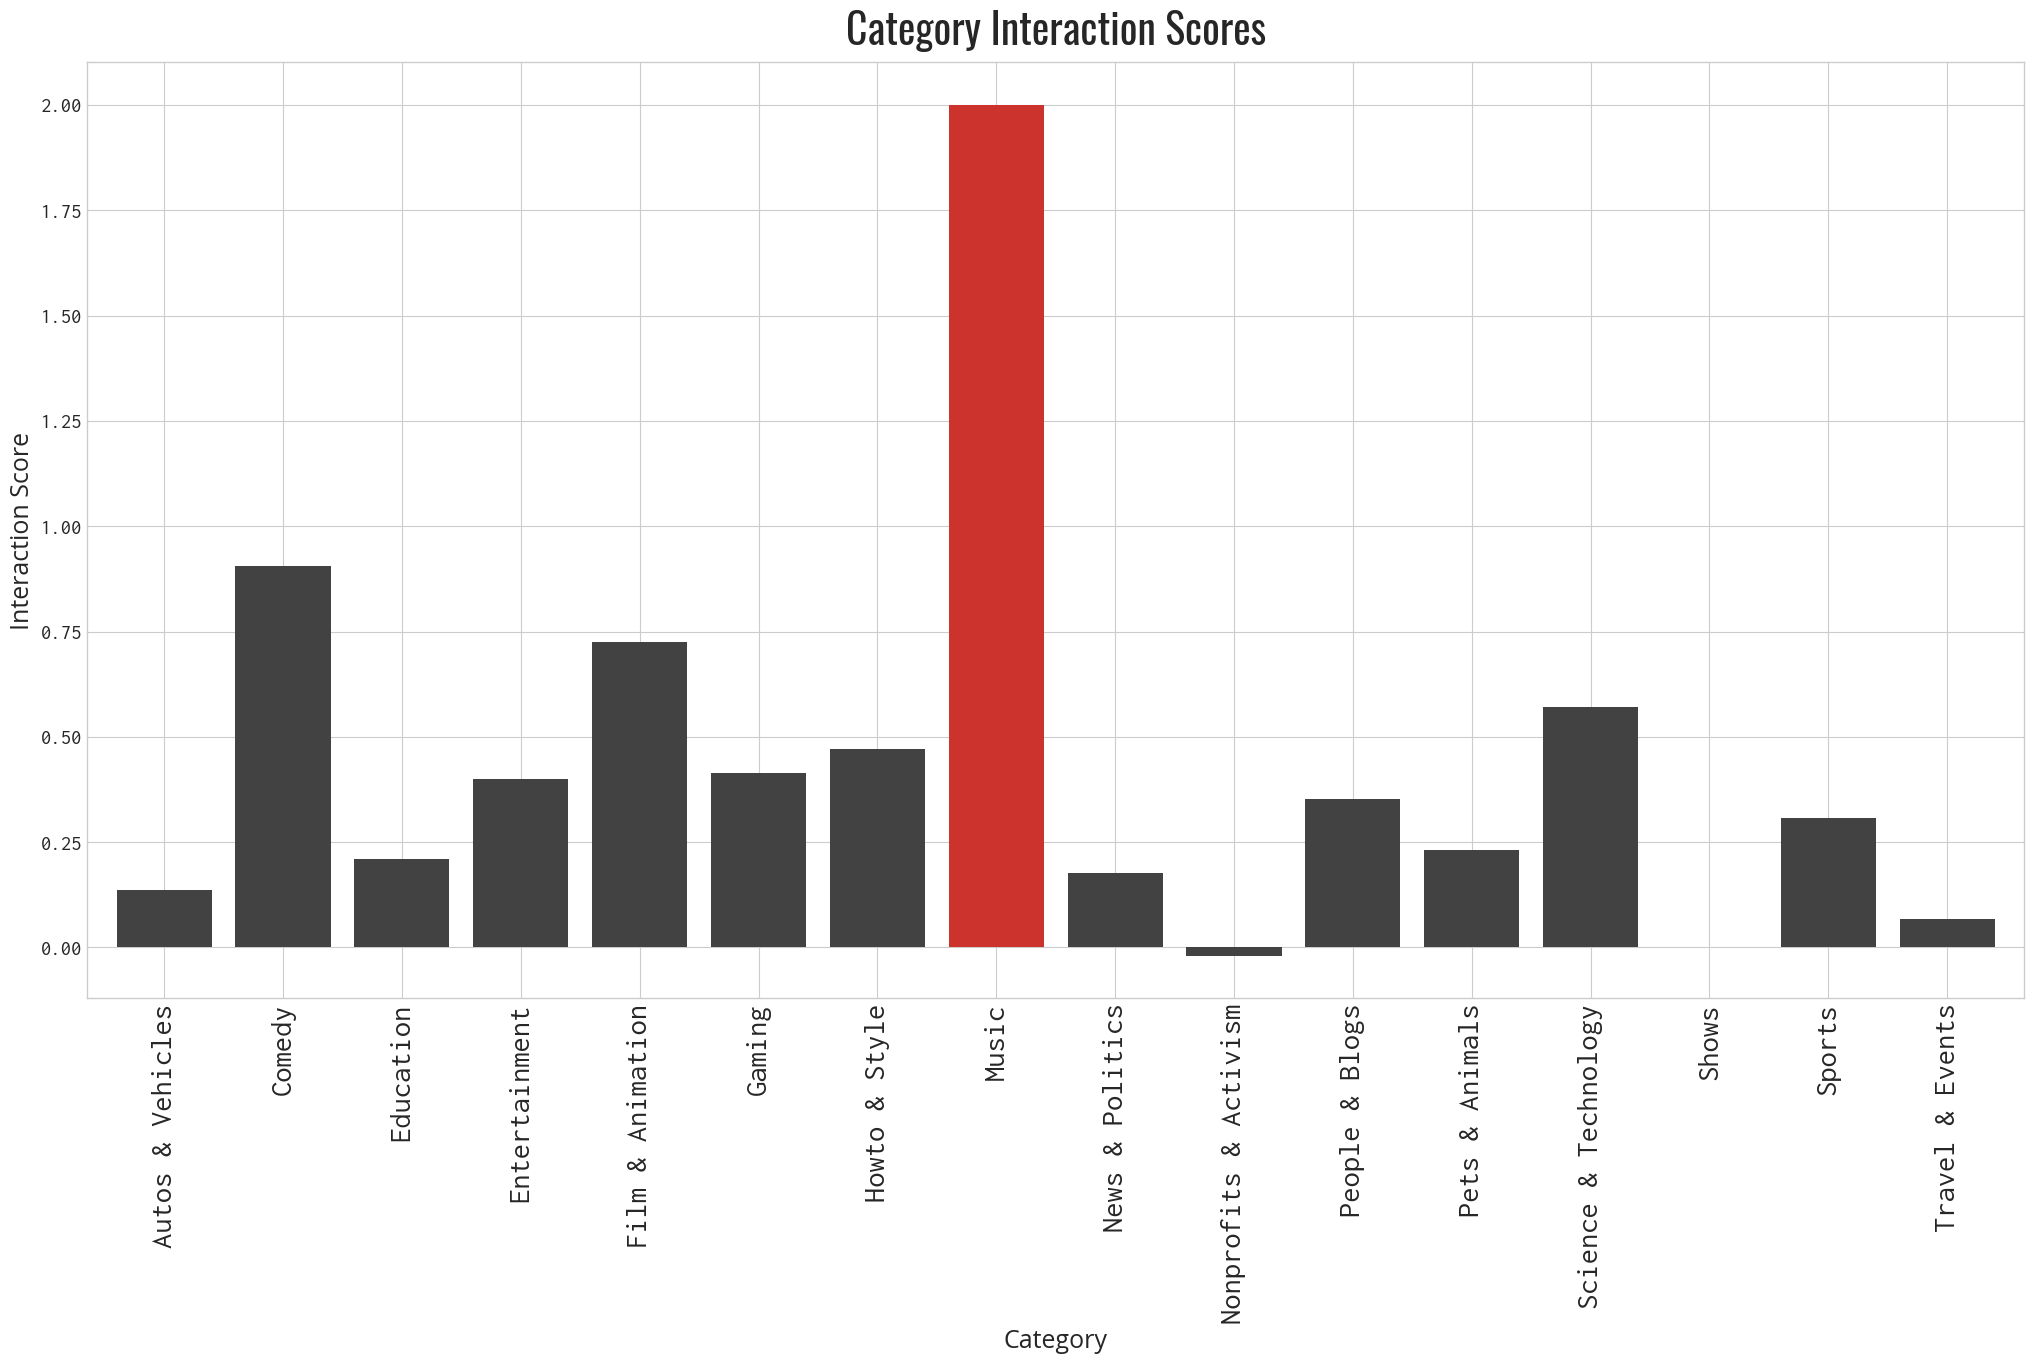 Category Interaction Scores
Interaction Score
2.00
1.75
1.50
1.25
1.00
0.75
0.50
0.25
0.00
Autos & Vehicles
Comedy
Education
Entertainment
Film & Animation
Gaming
Howto & Style
Music
News & Politics
Nonprofits & Activism
People & Blogs
Pets & Animals
Science & Technology
Shows
Sports
Travel & Events
Category